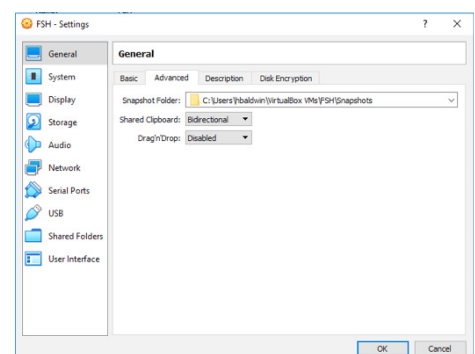 FSH - Settings
General
System
Display
Storage
Audio
Network
Serial Ports
USB
Shared Folders
User Interface
General
Basic Advanced Description Disk Encryption
Snapshot Folder: C:\Users\hbaldwin\VirtualBox VMs\FSH\Snapshots
Shared Clipboard: Bidirectional
Drag'n'Drop: Disabled
OK Cancel